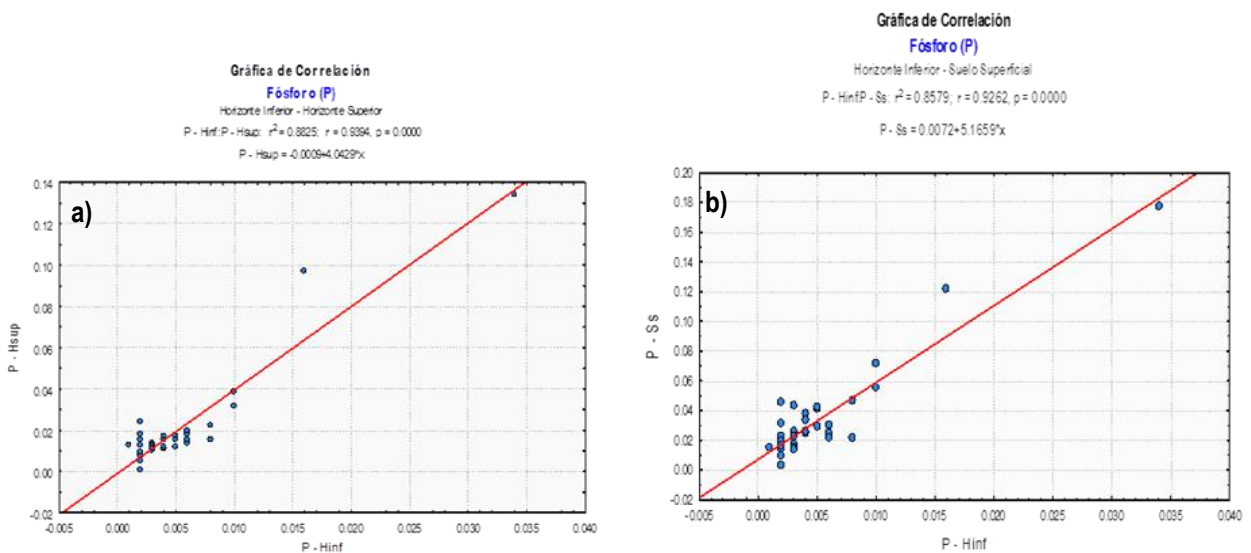 Gráfica de Correlación
Fósforo (P)
Horizonte Inferior - Horizonte Superior
P - Hinf:P - Hsup: r² = 0.8825; r = 0.9394, p = 0.0000
P - Hsup = -0.0009+4.0429*x
a)
0.14
0.12
0.10
0.08
0.06
0.04
0.02
0.00
-0.02
P - Hsup
-0.005 0.000 0.005 0.010 0.015 0.020 0.025 0.030 0.035 0.040
P - Hinf
Gráfica de Correlación
Fósforo (P)
Horizonte Inferior - Suelo Superficial
P - Hinf:P - Ss: r² = 0.8579; r = 0.9262, p = 0.0000
P - Ss = 0.0072+5.1659*x
b)
0.20
0.18
0.16
0.14
0.12
0.10
0.08
0.06
0.04
0.02
0.00
-0.02
P - Ss
-0.005 0.000 0.005 0.010 0.015 0.020 0.025 0.030 0.035 0.040
P - Hinf